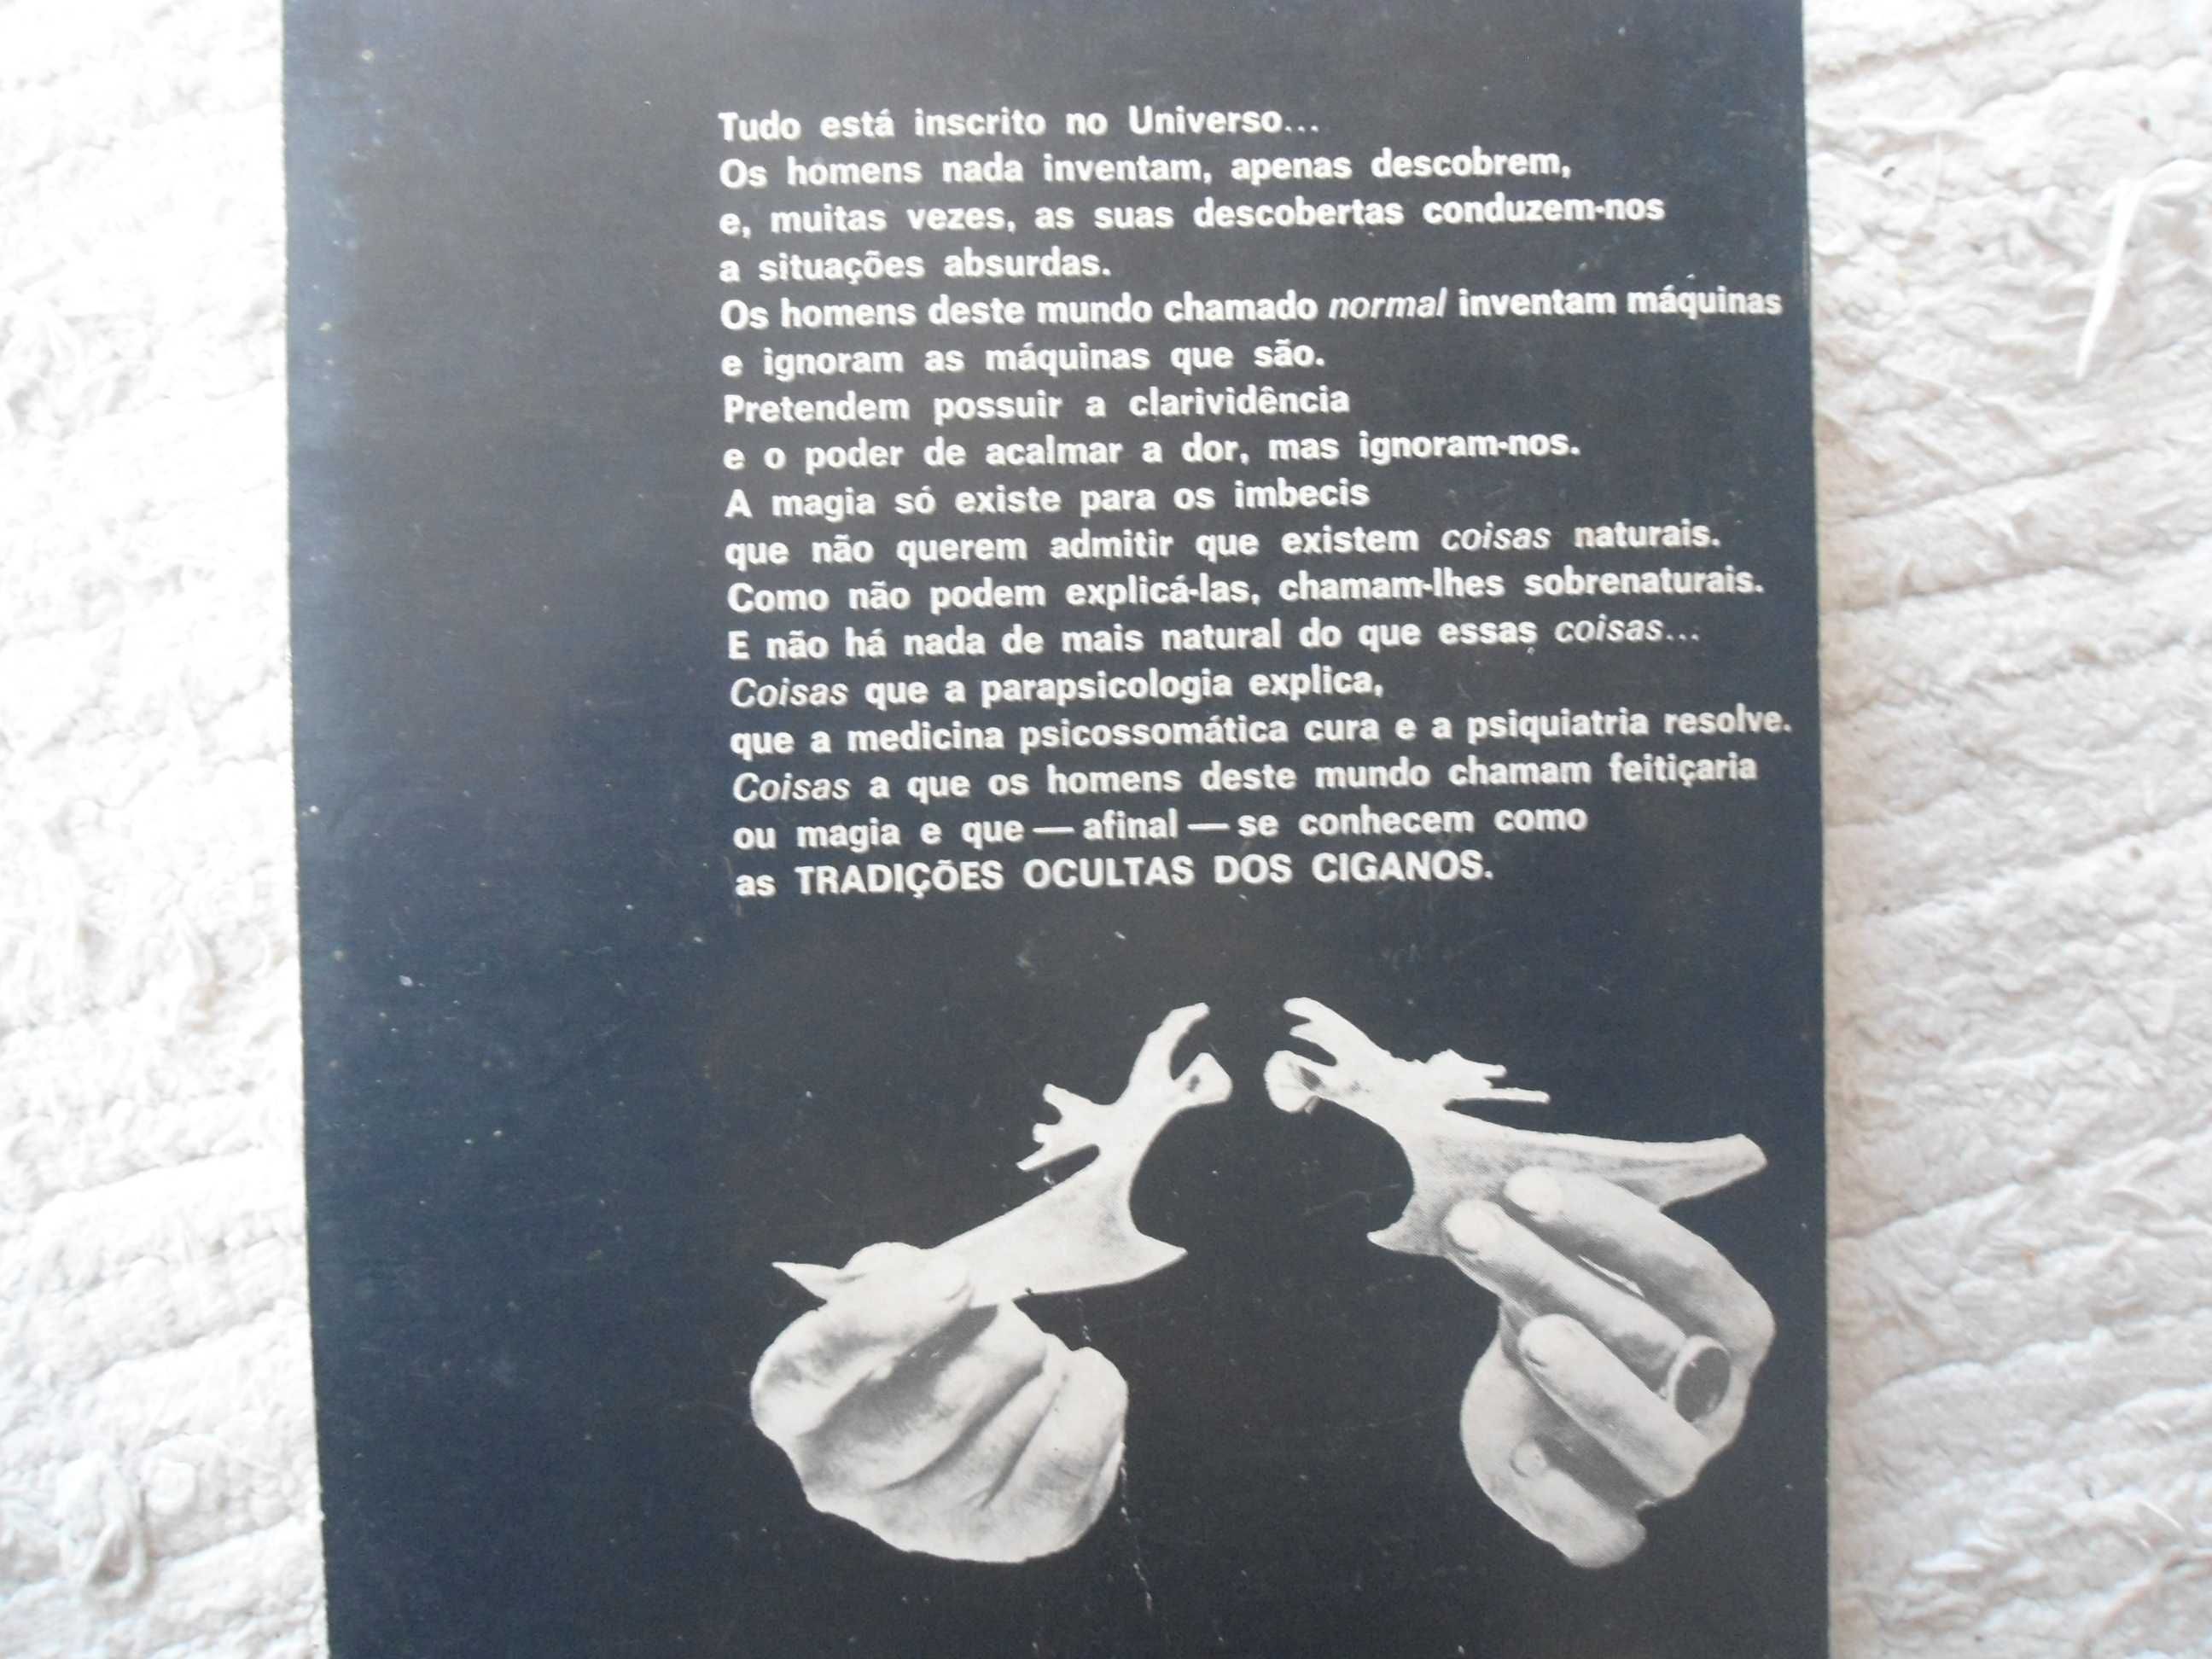 Tudo está inscrito no Universo...
Os homens nada inventam, apenas descobrem,
e, muitas vezes, as suas descobertas conduzem-nos
a situações absurdas.
Os homens deste mundo chamado normal inventam máquinas
e ignoram as máquinas que são.
Pretendem possuir a clarividência
e o poder de acalmar a dor, mas ignoram-nos.
A magia só existe para os imbecis
que não querem admitir que existem coisas naturais.
Como não podem explicá-las, chamam-lhes sobrenaturais.
E não há nada de mais natural do que essas coisas...
Coisas que a parapsicologia explica,
que a medicina psicossomática cura e a psiquiatria resolve.
Coisas a que os homens deste mundo chamam feitiçaria
ou magia e que — afinal — se conhecem como
as TRADIÇÕES OCULTAS DOS CIGANOS.